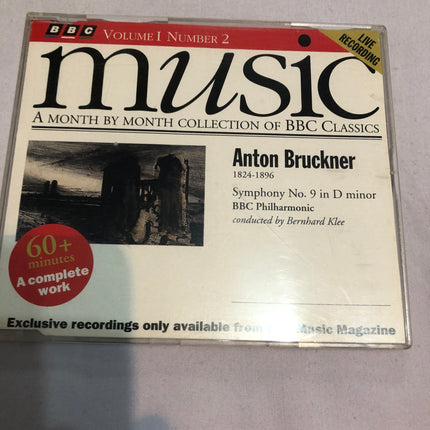 BBC VOLUME I NUMBER 2
LIVE
RECORDING
music
A MONTH BY MONTH COLLECTION OF BBC CLASSICS
Anton Bruckner
1824-1896
Symphony No. 9 in D minor
BBC Philharmonic
conducted by Bernhard Klee
60+
minutes
A complete
work
Exclusive recordings only available from Music Magazine